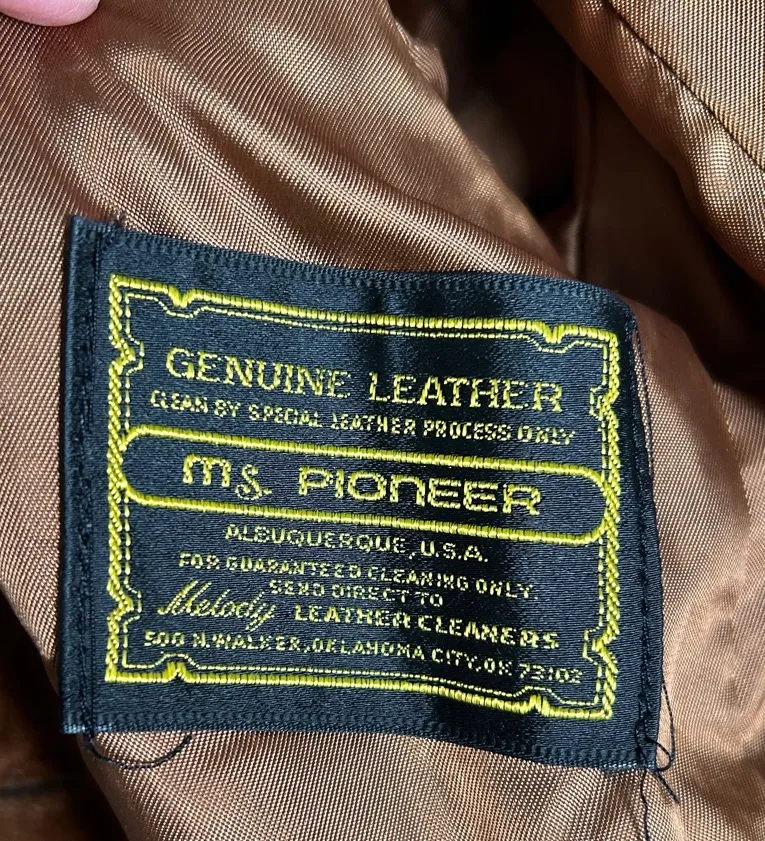 GENUINE LEATHER
CLEAN BY SPECIAL LEATHER PROCESS ONLY
ms. PIONEER
ALBUQUERQUE, U.S.A.
FOR GUARANTEED CLEANING ONLY.
SEND DIRECT TO
Melody LEATHER CLEANERS
500 N. WALKER, OKLAHOMA CITY, OK 73102